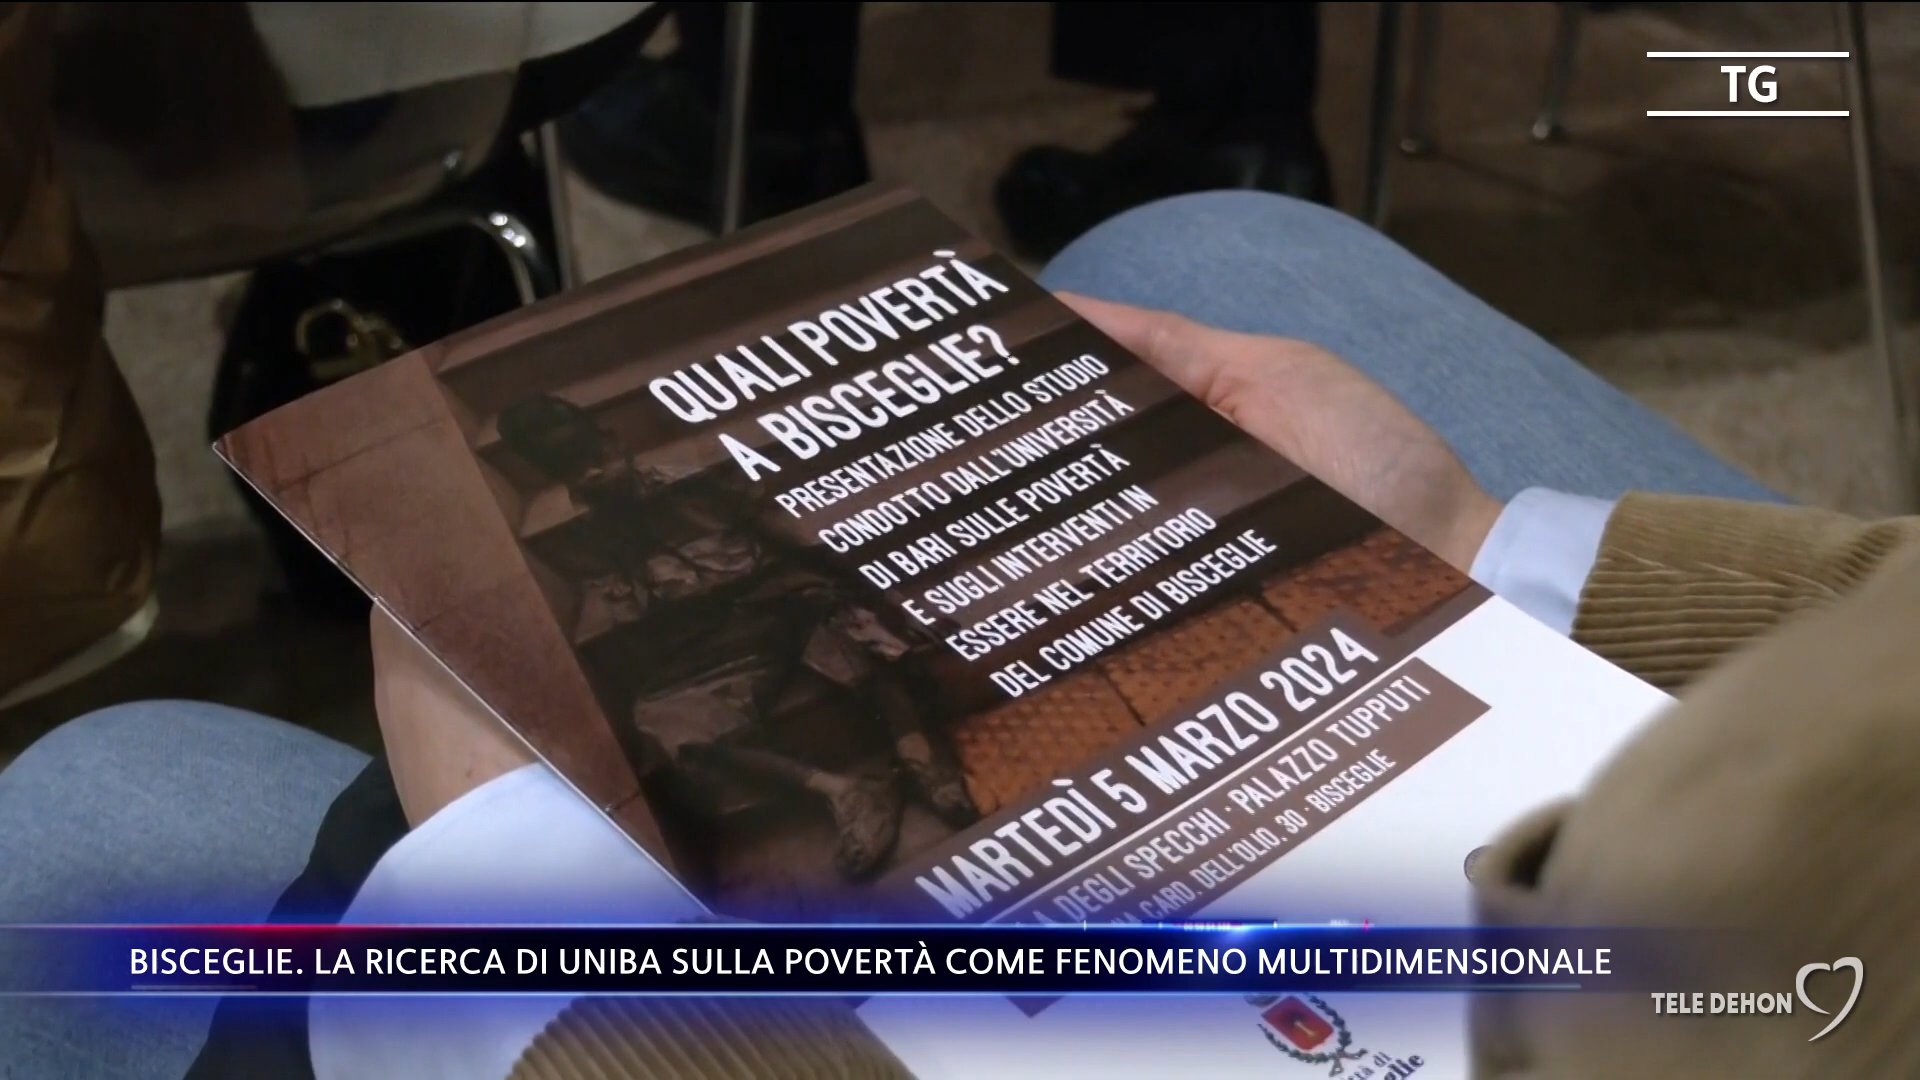 TG
QUALI POVERTÀ
A BISCEGLIE?
PRESENTAZIONE DELLO STUDIO
CONDOTTO DALL'UNIVERSITÀ
DI BARI SULLE POVERTÀ
E SUGLI INTERVENTI IN
ESSERE NEL TERRITORIO
DEL COMUNE DI BISCEGLIE
MARTEDÌ 5 MARZO 2024
DEGLI SPECCHI · PALAZZO TUPPUTI
CARD. DELL'OLIO, 30 · BISCEGLIE
BISCEGLIE. LA RICERCA DI UNIBA SULLA POVERTÀ COME FENOMENO MULTIDIMENSIONALE
TELE DEHON
di